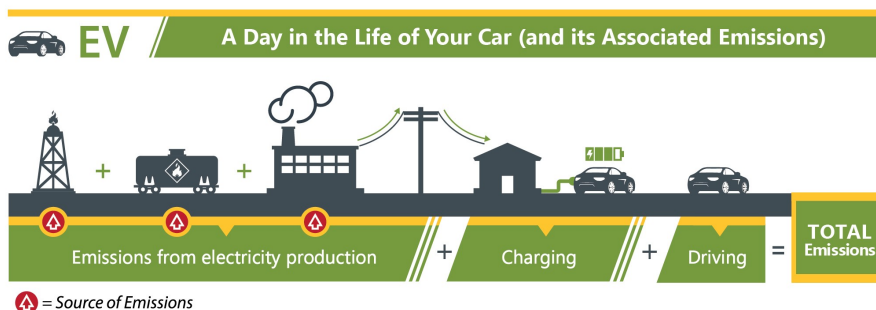 EV
A Day in the Life of Your Car (and its Associated Emissions)
+
+
Emissions from electricity production
+
Charging
+
Driving
=
TOTAL
Emissions
= Source of Emissions